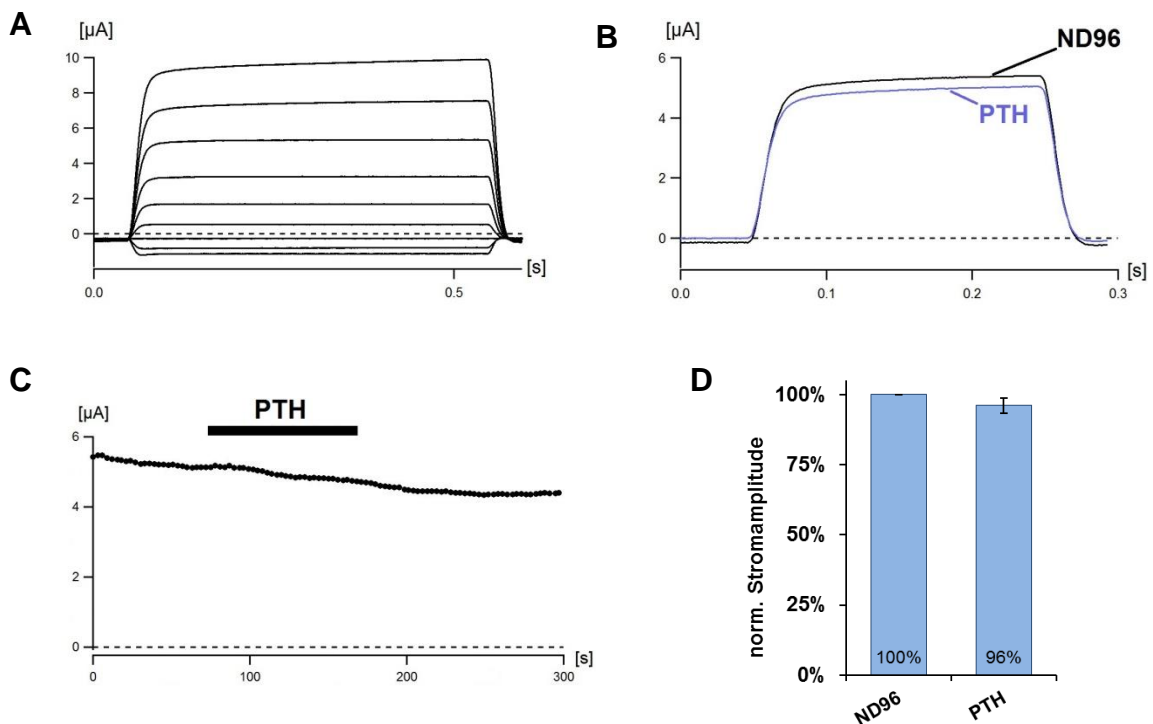 A
[µA]
10
8
6
4
2
0
0.0
0.5
[s]
B
[µA]
ND96
PTH
6
4
2
0
0.0
0.1
0.2
0.3
[s]
C
[µA]
PTH
6
4
2
0
0
100
200
300
[s]
D
norm. Stromamplitude
100%
75%
50%
25%
0%
100%
96%
ND96
PTH